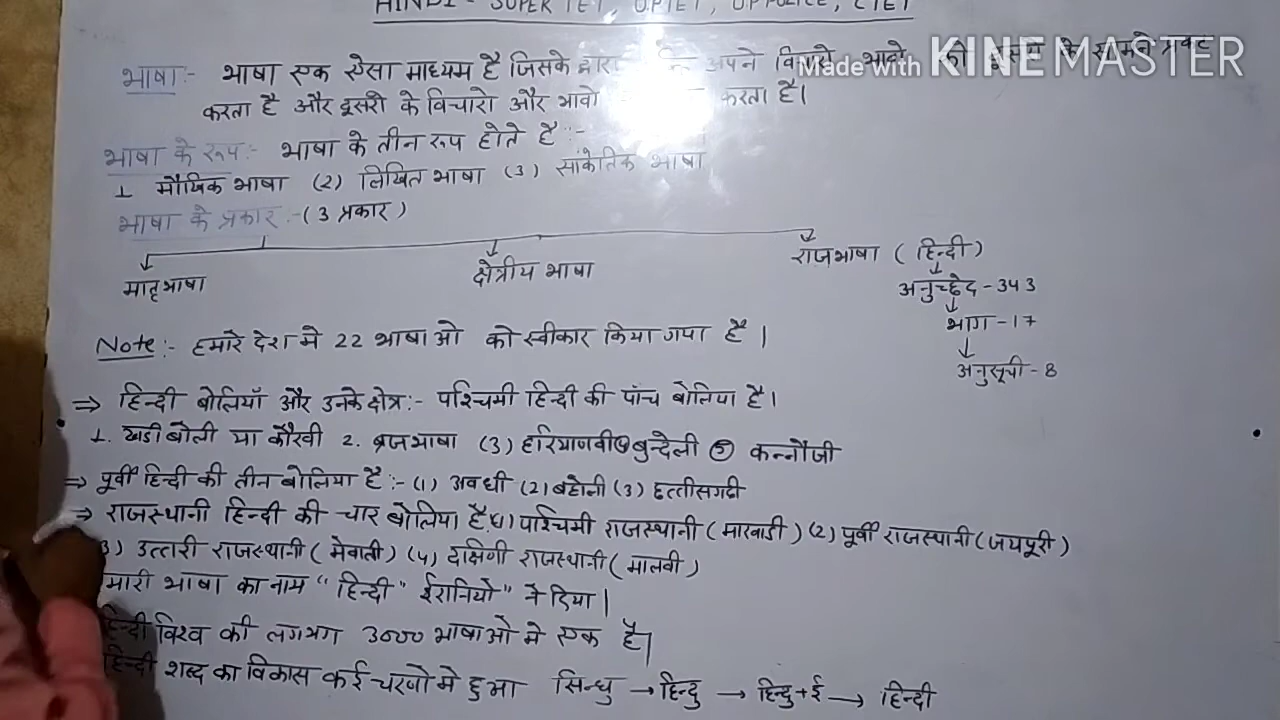 HINDI - SUPER TET, UPTET, UPPOLICE, CTET
Made with KINEMASTER
भाषा :- भाषा एक ऐसा माध्यम है जिसके द्वारा अपने विचारो
करता है और दूसरो के विचारो और भावो करता है।
भाषा के रूप:- भाषा के तीन रूप होते है :-
1 मौखिक भाषा (2) लिखित भाषा (3) सांकेतिक भाषा
भाषा के प्रकार :- (3 प्रकार)
मातृभाषा क्षेत्रीय भाषा राजभाषा (हिन्दी)
अनुच्छेद - 343
भाग - 17
अनुसूची - 8
Note :- हमारे देश मे 22 भाषाओ को स्वीकार किया गया है।
⇒ हिन्दी बोलियाँ और उनके क्षेत्र :- पश्चिमी हिन्दी की पांच बोलिया है।
1. खडी बोली या कौरवी 2. ब्रजभाषा (3) हरियाणवी ④ बुन्देली ⑤ कन्नौजी
⇒ पूर्वी हिन्दी की तीन बोलिया है :- (1) अवधी (2) बघेली (3) छत्तीसगढी
⇒ राजस्थानी हिन्दी की चार बोलिया है (1) पश्चिमी राजस्थानी (मारवाडी) (2) पूर्वी राजस्थानी (जयपूरी)
3) उत्तरी राजस्थानी (मेवाती) (4) दक्षिणी राजस्थानी (मालवी)
मारी भाषा का नाम "हिन्दी" ईरानियो" ने दिया।
हिन्दी विश्व की लगभग 3000 भाषाओ मे एक है।
हिन्दी शब्द का विकास कई चरणो मे हुआ सिन्धु → हिन्दु → हिन्दु+ई → हिन्दी